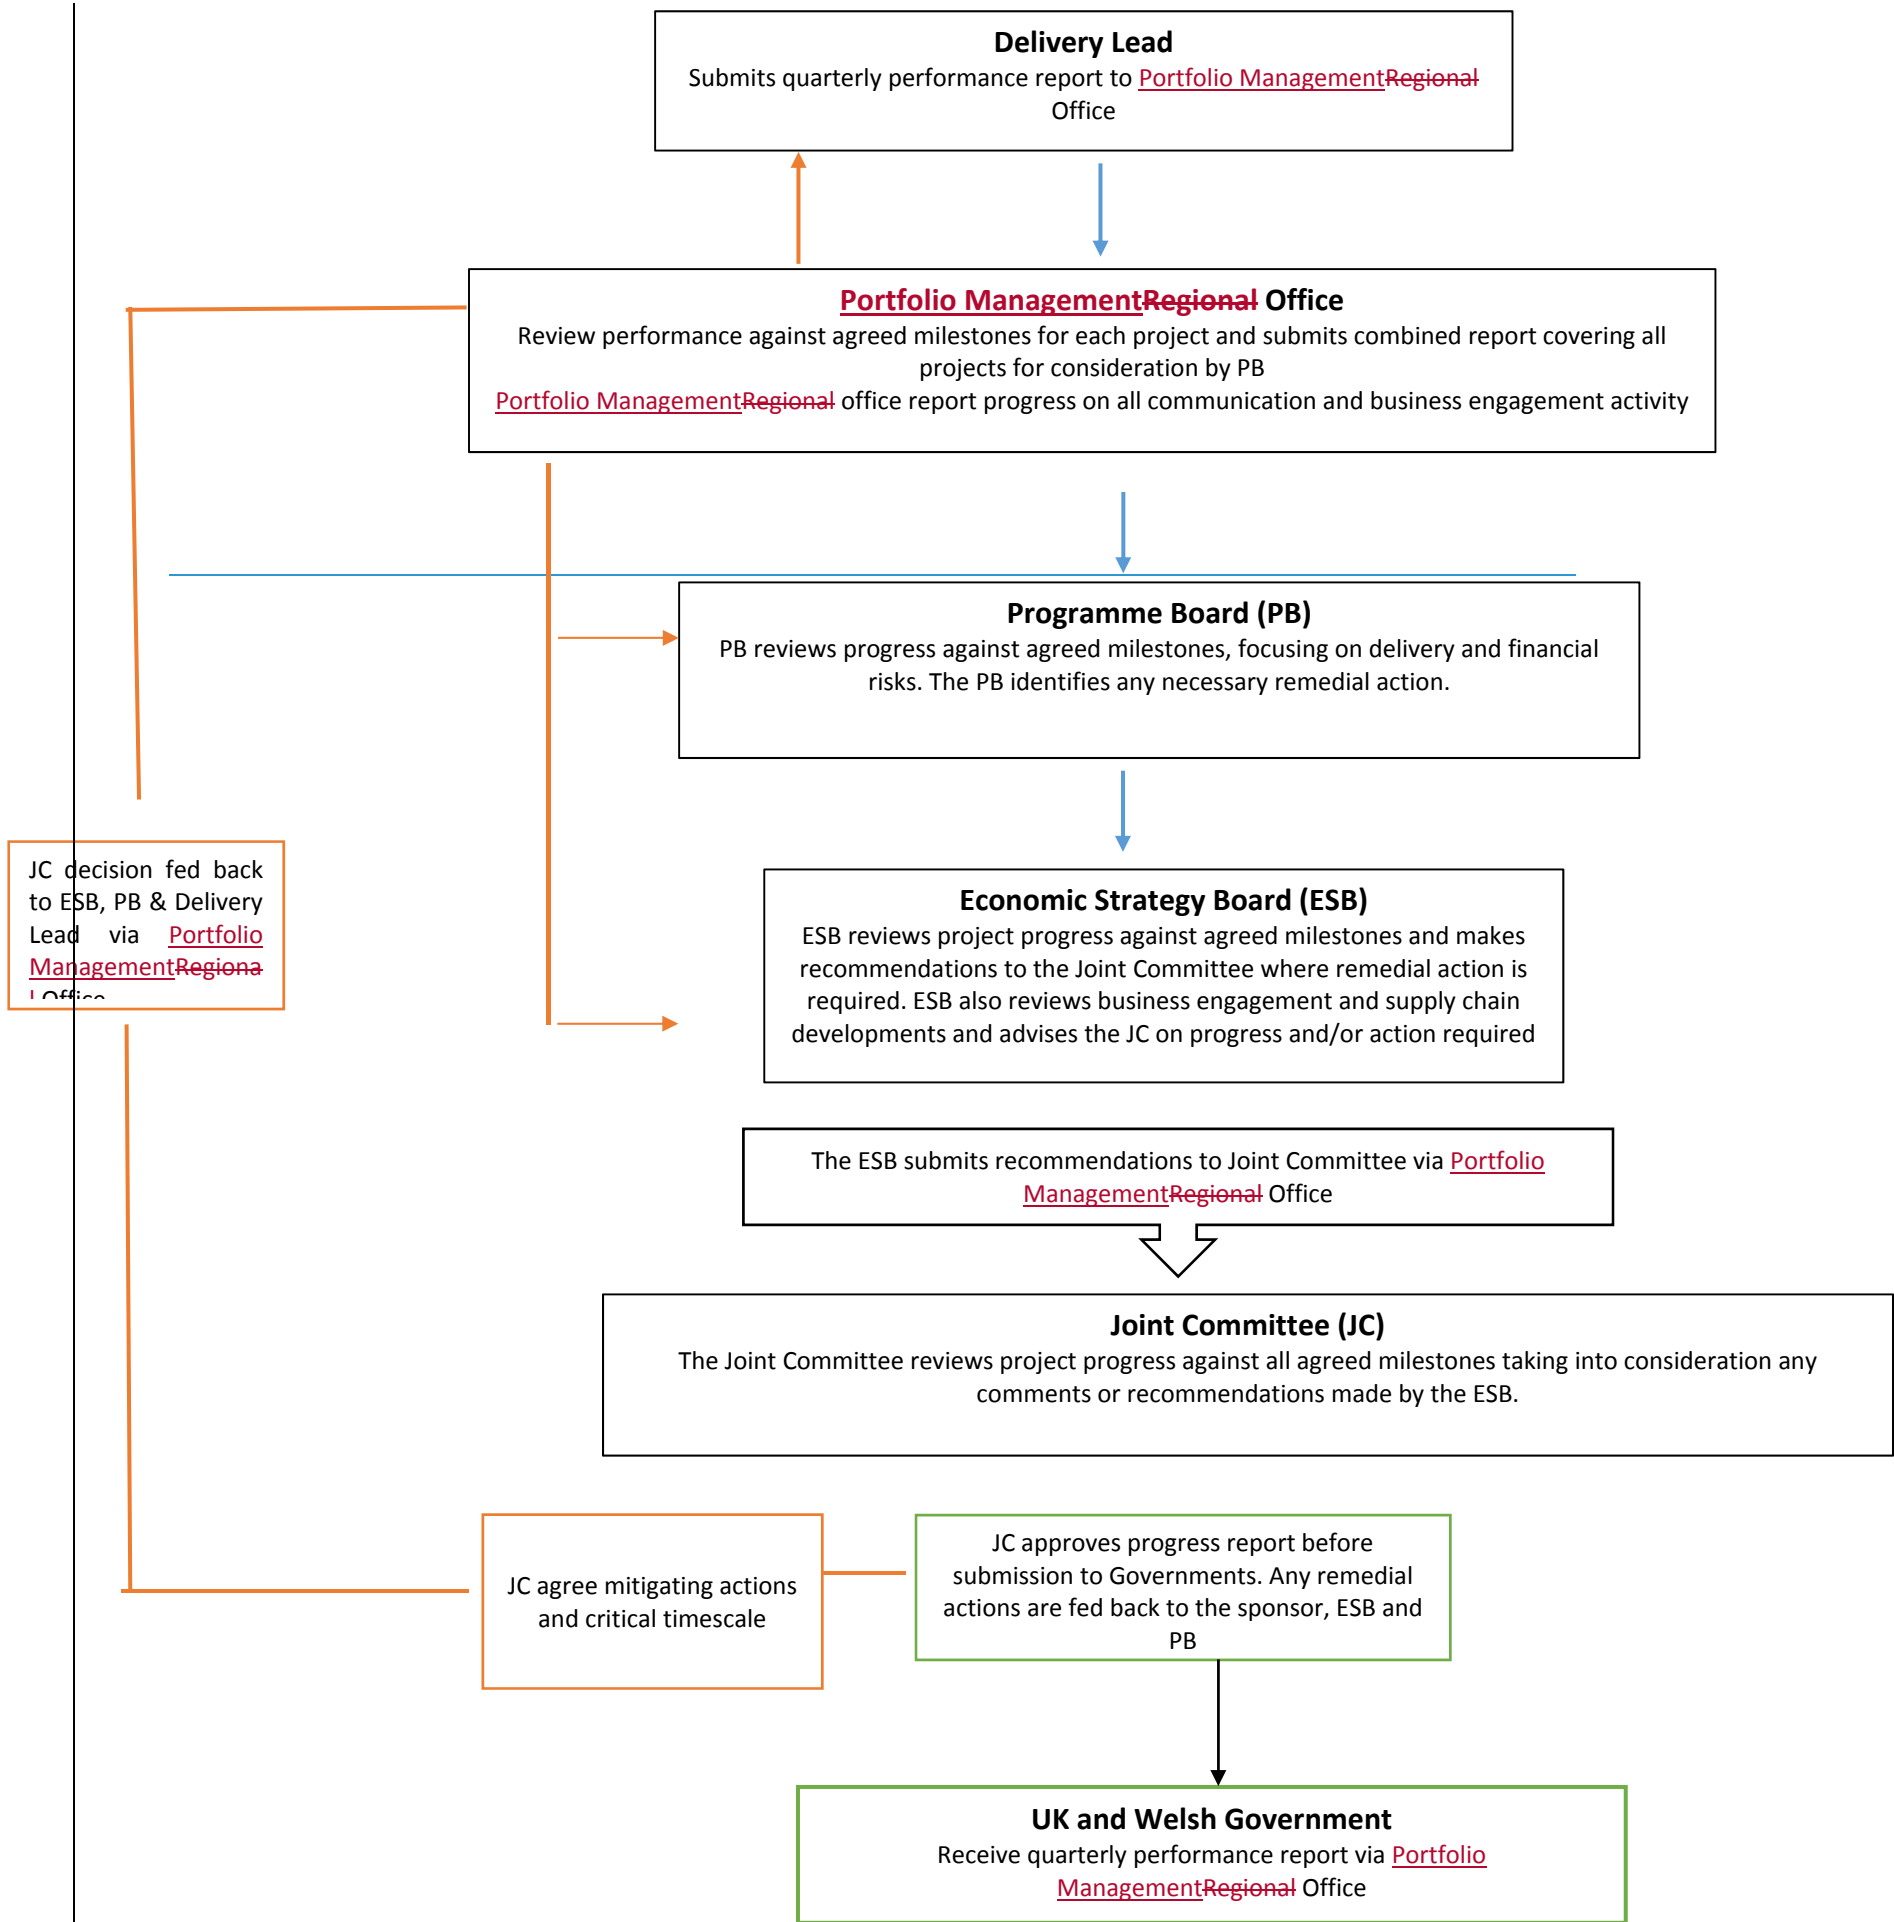 Delivery Lead
Submits quarterly performance report to Portfolio ManagementRegional
Office
Portfolio ManagementRegional Office
Review performance against agreed milestones for each project and submits combined report covering all
projects for consideration by PB
Portfolio ManagementRegional office report progress on all communication and business engagement activity
Programme Board (PB)
PB reviews progress against agreed milestones, focusing on delivery and financial
risks. The PB identifies any necessary remedial action.
JC decision fed back
to ESB, PB & Delivery
Lead via Portfolio
ManagementRegiona
l Office
Economic Strategy Board (ESB)
ESB reviews project progress against agreed milestones and makes
recommendations to the Joint Committee where remedial action is
required. ESB also reviews business engagement and supply chain
developments and advises the JC on progress and/or action required
The ESB submits recommendations to Joint Committee via Portfolio
ManagementRegional Office
Joint Committee (JC)
The Joint Committee reviews project progress against all agreed milestones taking into consideration any
comments or recommendations made by the ESB.
JC agree mitigating actions
and critical timescale
JC approves progress report before
submission to Governments. Any remedial
actions are fed back to the sponsor, ESB and
PB
UK and Welsh Government
Receive quarterly performance report via Portfolio
ManagementRegional Office